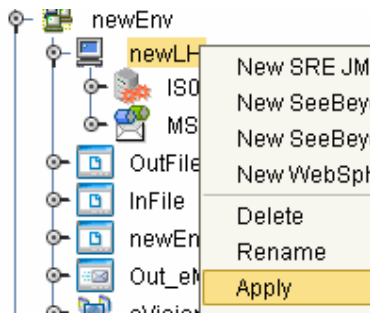 newEnv
newLH
IS0
MS
OutFile
InFile
newEn
Out_eM
eVision
New SRE JM
New SeeBey
New SeeBey
New WebSph
Delete
Rename
Apply